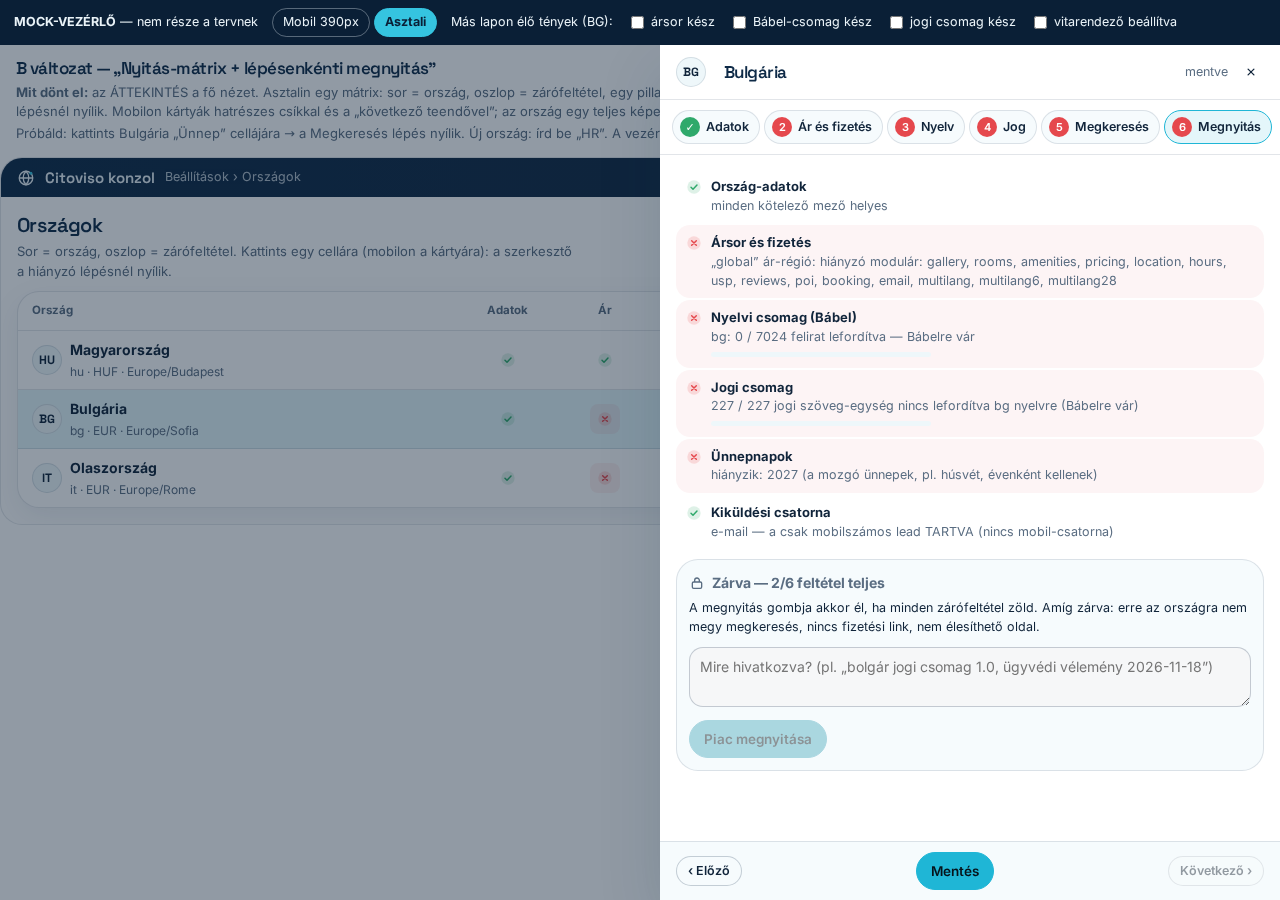 MOCK-VEZÉRLŐ — nem része a tervnek Mobil 390px Asztali Más lapon élő tények (BG): ársor kész Bábel-csomag kész jogi csomag kész vitarendező beállítva
B változat — „Nyitás-mátrix + lépésenkénti megnyitás”
Mit dönt el: az ÁTTEKINTÉS a fő nézet. Asztalin egy mátrix: sor = ország, oszlop = zárófeltétel, egy pilla
lépésnél nyílik. Mobilon kártyák hatrészes csíkkal és a „következő teendővel”; az ország egy teljes képe
Próbáld: kattints Bulgária „Ünnep” cellájára → a Megkeresés lépés nyílik. Új ország: írd be „HR”. A vezér
Citoviso konzol Beállítások › Országok
Országok
Sor = ország, oszlop = zárófeltétel. Kattints egy cellára (mobilon a kártyára): a szerkesztő
a hiányzó lépésnél nyílik.
Ország Adatok Ár
HU Magyarország
hu · HUF · Europe/Budapest
BG Bulgária
bg · EUR · Europe/Sofia
IT Olaszország
it · EUR · Europe/Rome
BG Bulgária mentve ✕
✓ Adatok 2 Ár és fizetés 3 Nyelv 4 Jog 5 Megkeresés 6 Megnyitás
Ország-adatok
minden kötelező mező helyes
Ársor és fizetés
„global” ár-régió: hiányzó modulár: gallery, rooms, amenities, pricing, location, hours,
usp, reviews, poi, booking, email, multilang, multilang6, multilang28
Nyelvi csomag (Bábel)
bg: 0 / 7024 felirat lefordítva — Bábelre vár
Jogi csomag
227 / 227 jogi szöveg-egység nincs lefordítva bg nyelvre (Bábelre vár)
Ünnepnapok
hiányzik: 2027 (a mozgó ünnepek, pl. húsvét, évenként kellenek)
Kiküldési csatorna
e-mail — a csak mobilszámos lead TARTVA (nincs mobil-csatorna)
Zárva — 2/6 feltétel teljes
A megnyitás gombja akkor él, ha minden zárófeltétel zöld. Amíg zárva: erre az országra nem
megy megkeresés, nincs fizetési link, nem élesíthető oldal.
Mire hivatkozva? (pl. „bolgár jogi csomag 1.0, ügyvédi vélemény 2026-11-18”)
Piac megnyitása
‹ Előző Mentés Következő ›